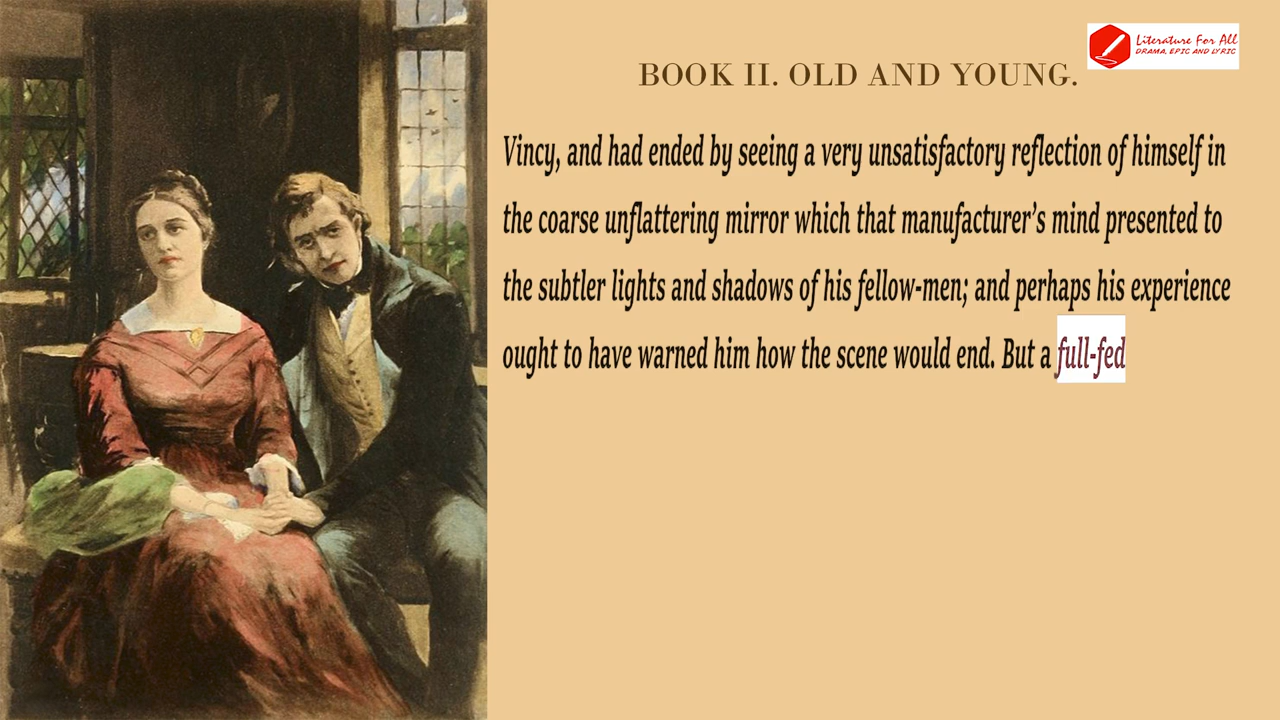 Literature For All
DRAMA, EPIC AND LYRIC
BOOK II. OLD AND YOUNG.
Vincy, and had ended by seeing a very unsatisfactory reflection of himself in
the coarse unflattering mirror which that manufacturer’s mind presented to
the subtler lights and shadows of his fellow-men; and perhaps his experience
ought to have warned him how the scene would end. But a full-fed